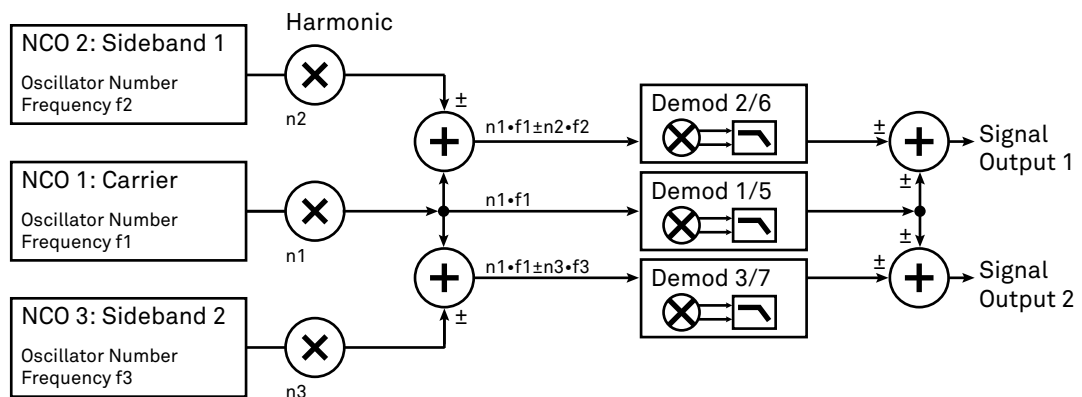 Harmonic
NCO 2: Sideband 1
Oscillator Number
Frequency f2
n2
±
n1•f1±n2•f2
Demod 2/6
±
Signal
Output 1
±
NCO 1: Carrier
Oscillator Number
Frequency f1
n1
n1•f1
Demod 1/5
±
n1•f1±n3•f3
Demod 3/7
±
Signal
Output 2
±
NCO 3: Sideband 2
Oscillator Number
Frequency f3
n3